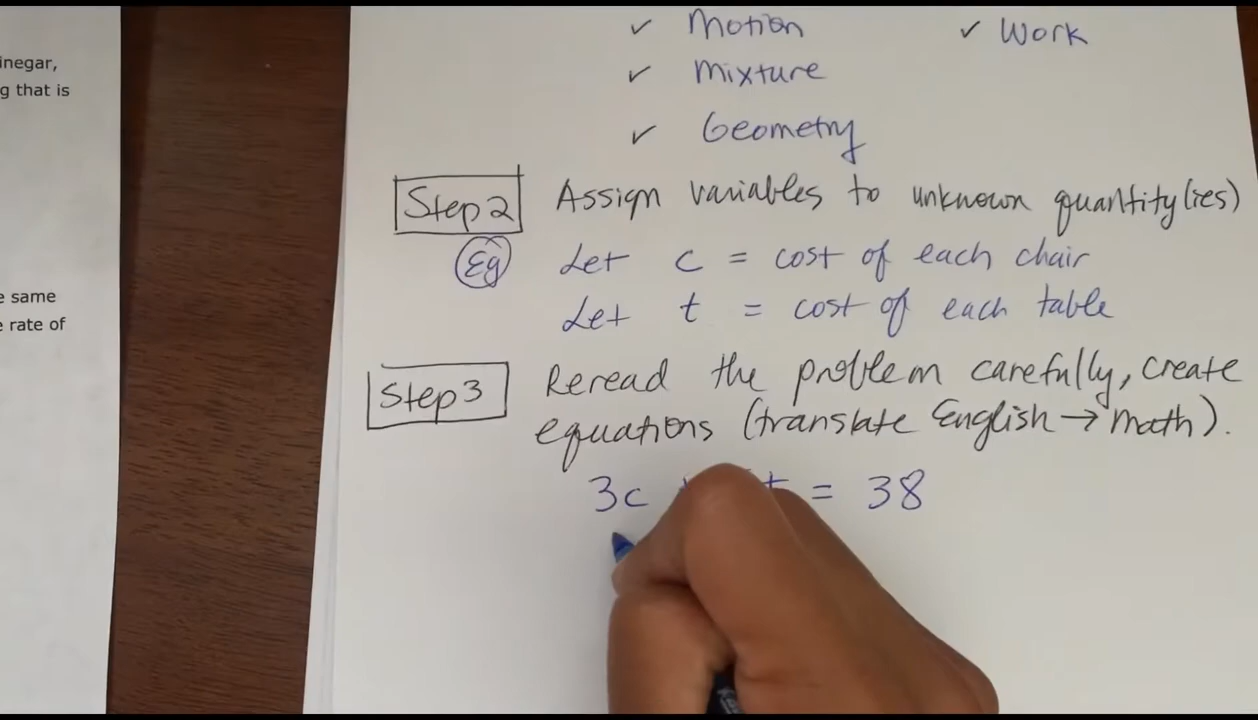 inegar,
g that is
e same
e rate of
✓ Motion ✓ Work
✓ Mixture
✓ Geometry
Step 2 Assign variables to unknown quantity(ies)
Eg Let c = cost of each chair
Let t = cost of each table
Step 3 Reread the problem carefully, create
equations (translate English → math).
3c t = 38